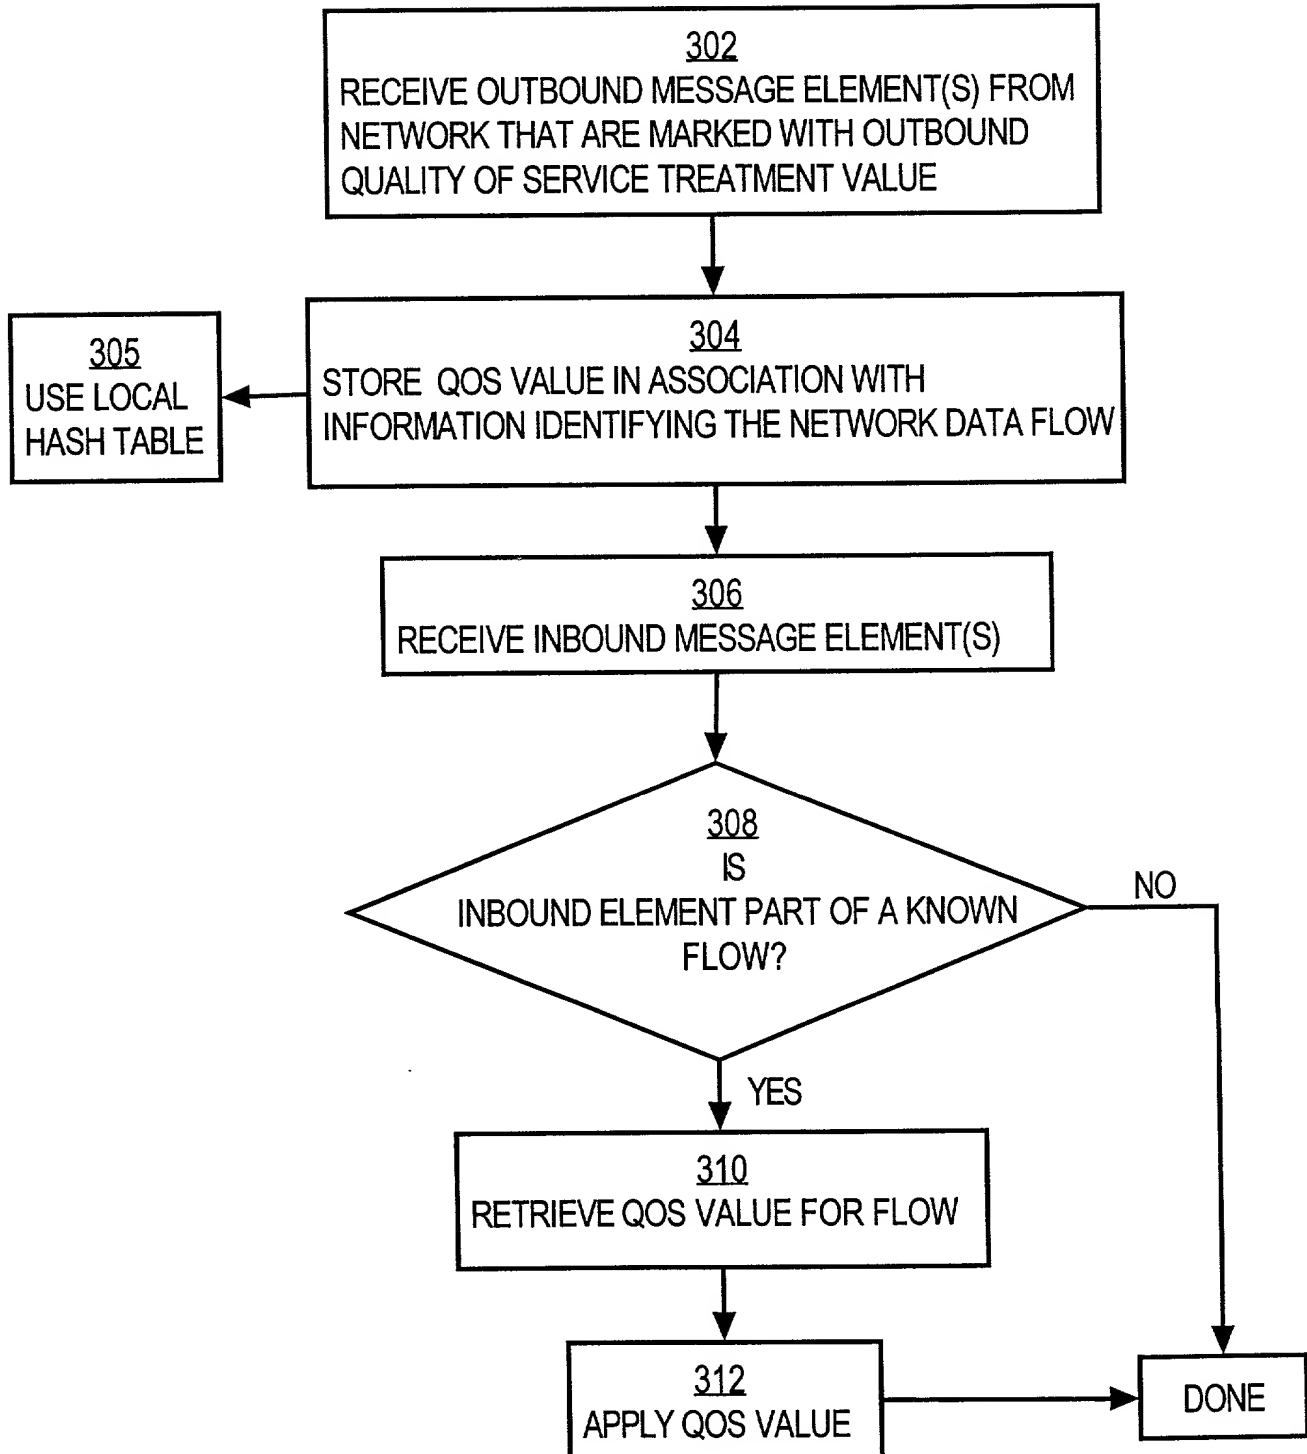 302
RECEIVE OUTBOUND MESSAGE ELEMENT(S) FROM
NETWORK THAT ARE MARKED WITH OUTBOUND
QUALITY OF SERVICE TREATMENT VALUE
304
STORE QOS VALUE IN ASSOCIATION WITH
INFORMATION IDENTIFYING THE NETWORK DATA FLOW
305
USE LOCAL
HASH TABLE
306
RECEIVE INBOUND MESSAGE ELEMENT(S)
308
IS
INBOUND ELEMENT PART OF A KNOWN
FLOW?
NO
YES
310
RETRIEVE QOS VALUE FOR FLOW
312
APPLY QOS VALUE
DONE